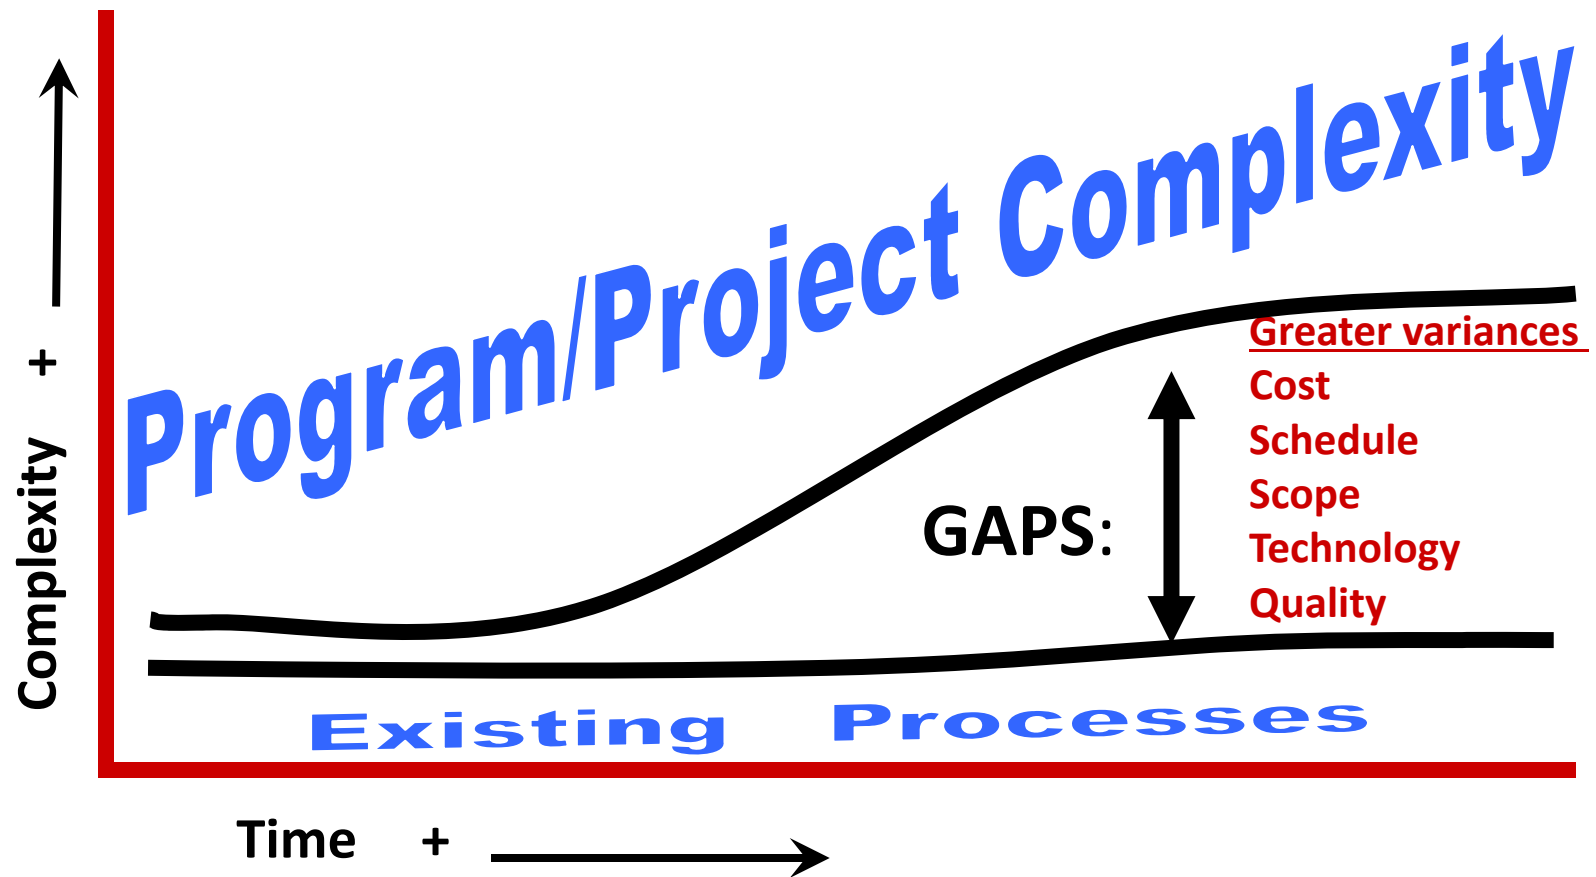 Program/Project Complexity
Complexity +
GAPS:
Greater variances
Cost
Schedule
Scope
Technology
Quality
Existing Processes
Time +